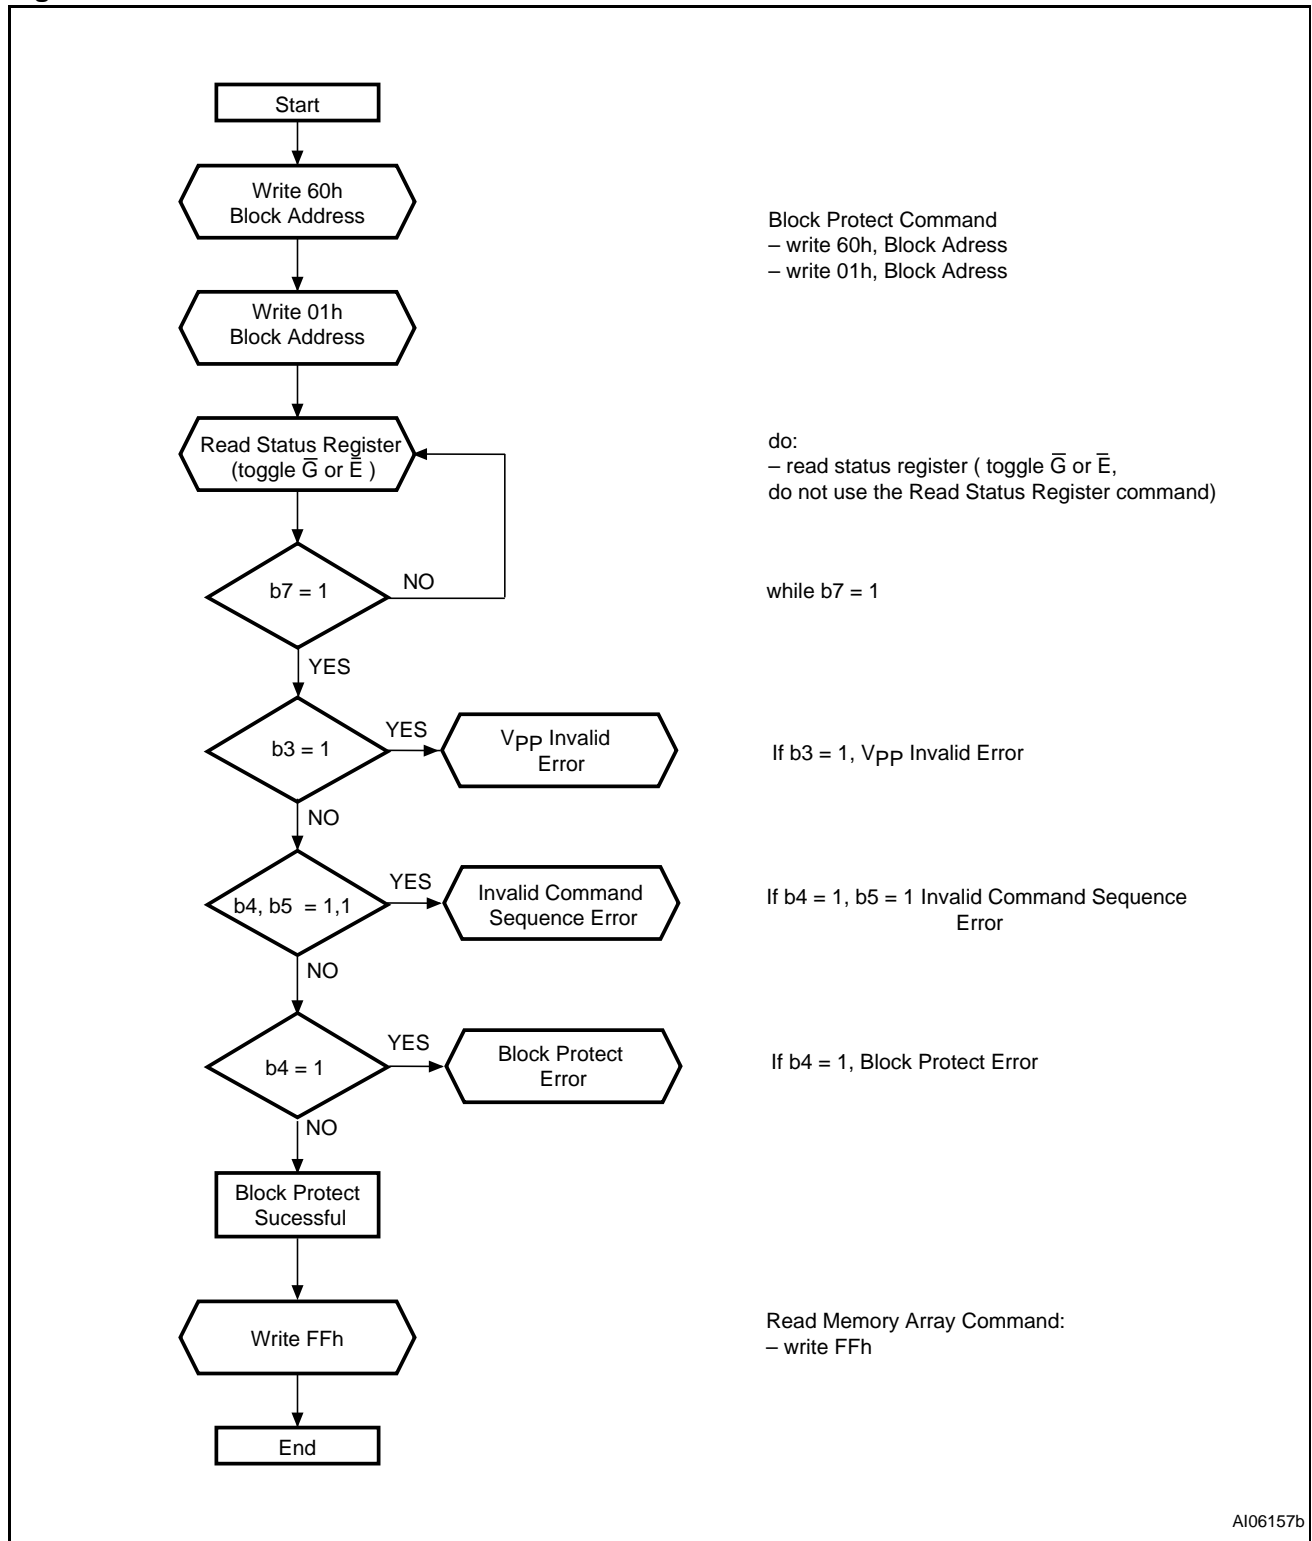 Start
Write 60h
Block Address
Block Protect Command
– write 60h, Block Adress
– write 01h, Block Adress
Write 01h
Block Address
Read Status Register
(toggle G̅ or E̅ )
do:
– read status register ( toggle G̅ or E̅,
do not use the Read Status Register command)
b7 = 1
NO
while b7 = 1
YES
b3 = 1
YES
VPP Invalid
Error
If b3 = 1, VPP Invalid Error
NO
b4, b5 = 1,1
YES
Invalid Command
Sequence Error
If b4 = 1, b5 = 1 Invalid Command Sequence
Error
NO
b4 = 1
YES
Block Protect
Error
If b4 = 1, Block Protect Error
NO
Block Protect
Sucessful
Write FFh
Read Memory Array Command:
– write FFh
End
AI06157b